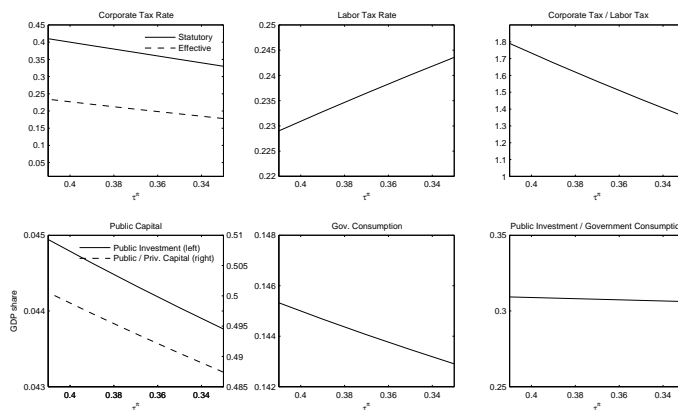 Corporate Tax Rate
0.45
0.4
0.35
0.3
0.25
0.2
0.15
0.1
0.05
Statutory
Effective
0.4 0.38 0.36 0.34
τπ
Labor Tax Rate
0.25
0.245
0.24
0.235
0.23
0.225
0.22
0.4 0.38 0.36 0.34
τπ
Corporate Tax / Labor Tax
1.8
1.7
1.6
1.5
1.4
1.3
1.2
1.1
1
0.4 0.38 0.36 0.34
τπ
Public Capital
GDP share
0.045
0.044
0.043
Public Investment (left)
Public / Priv. Capital (right)
0.51
0.505
0.5
0.495
0.49
0.485
0.4 0.38 0.36 0.34
τπ
Gov. Consumption
0.148
0.146
0.144
0.142
0.4 0.38 0.36 0.34
τπ
Public Investment / Government Consumption
0.35
0.3
0.25
0.4 0.38 0.36 0.34
τπ